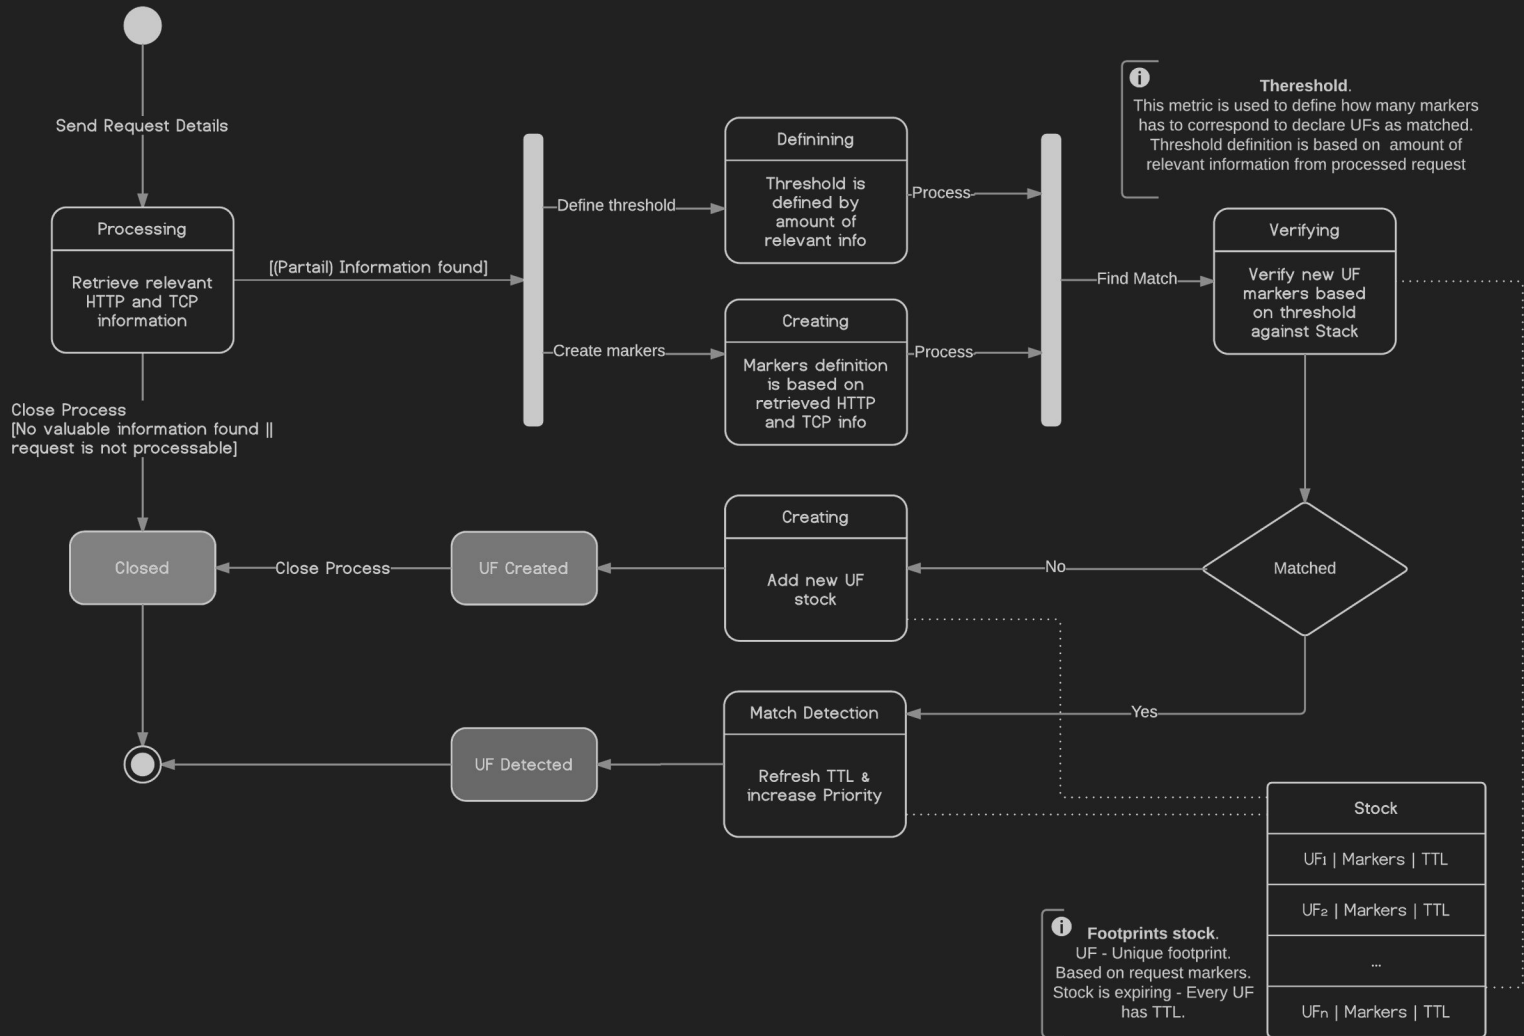 Send Request Details
Processing
Retrieve relevant
HTTP and TCP
information
[(Partail) Information found]
Close Process
[No valuable information found ||
request is not processable]
Define threshold
Create markers
Definining
Threshold is
defined by
amount of
relevant info
Process
Creating
Markers definition
is based on
retrieved HTTP
and TCP info
Process
Thereshold.
This metric is used to define how many markers
has to correspond to declare UFs as matched.
Threshold definition is based on amount of
relevant information from processed request
Find Match
Verifying
Verify new UF
markers based
on threshold
against Stack
Matched
No
Creating
Add new UF
stock
UF Created
Close Process
Closed
Yes
Match Detection
Refresh TTL &
increase Priority
UF Detected
Stock
UF₁ | Markers | TTL
UF₂ | Markers | TTL
...
UFn | Markers | TTL
Footprints stock.
UF - Unique footprint.
Based on request markers.
Stock is expiring - Every UF
has TTL.